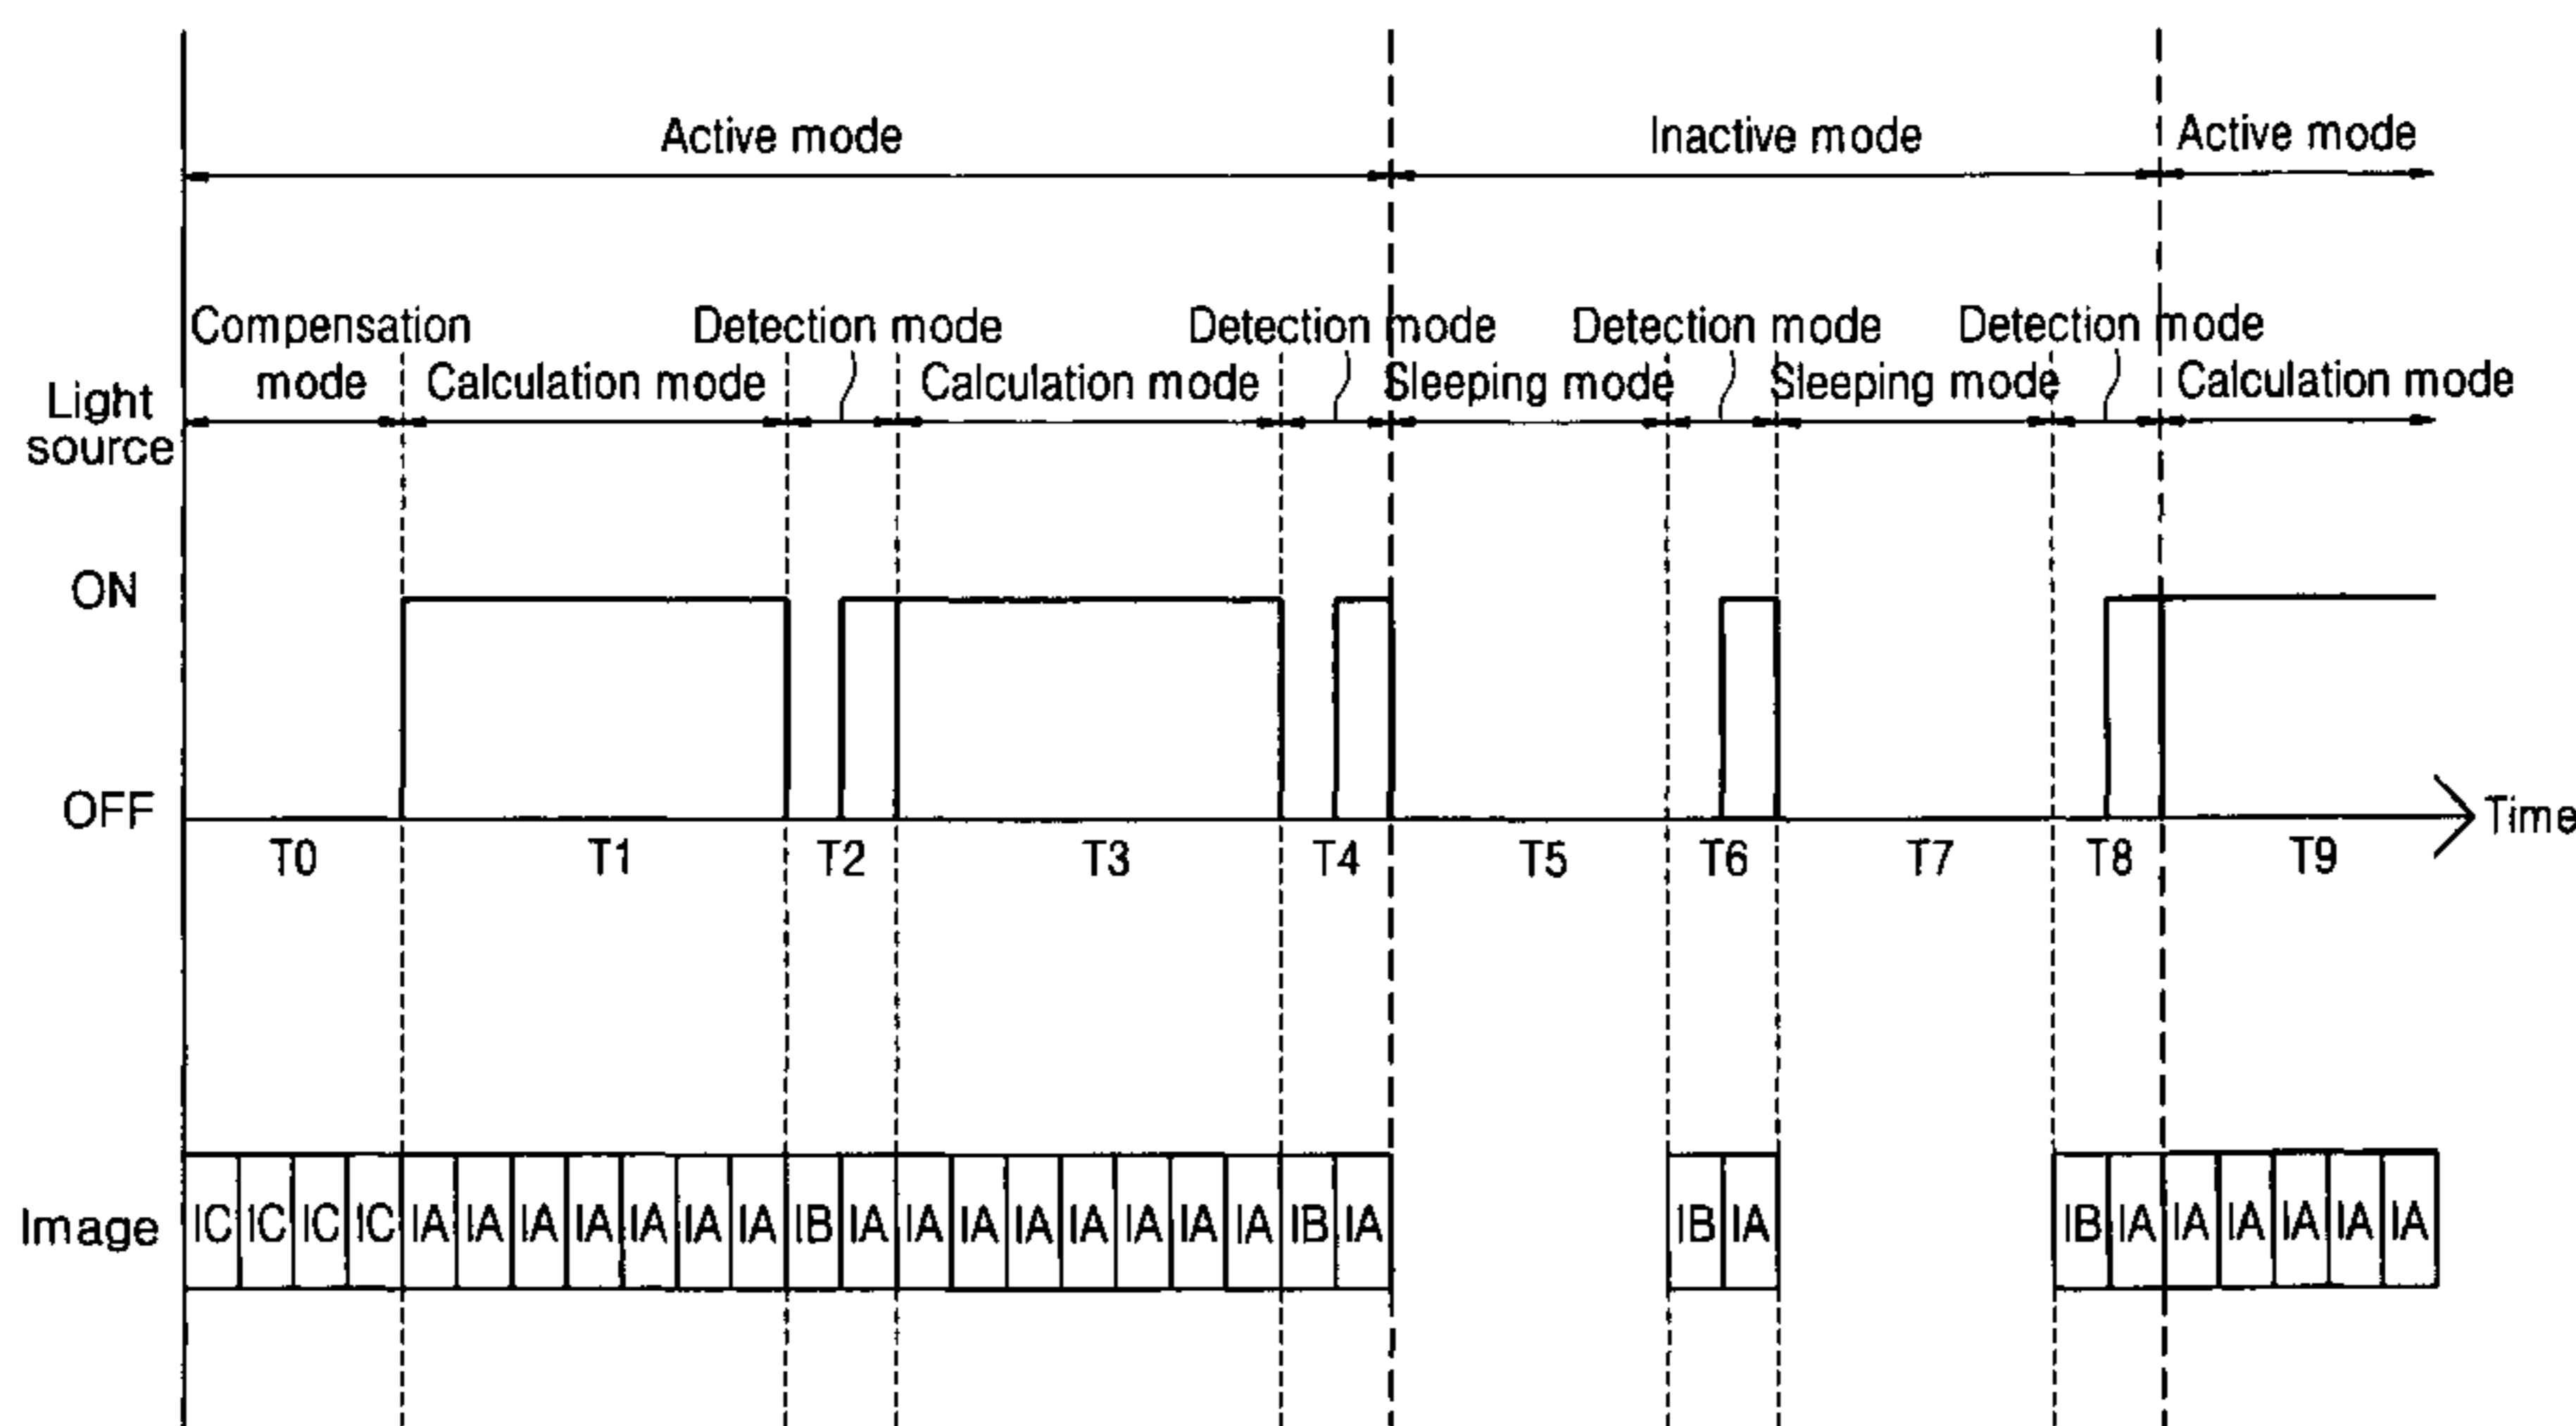 Active mode Inactive mode Active mode
Compensation Detection mode Detection mode Detection mode Detection mode
mode Calculation mode Calculation mode Sleeping mode Sleeping mode Calculation mode
Light
source
ON
OFF
Time
T0 T1 T2 T3 T4 T5 T6 T7 T8 T9
Image IC IC IC IC IA IA IA IA IA IA IA IB IA IA IA IA IA IA IA IA IB IA IB IA IB IA IA IA IA IA IA